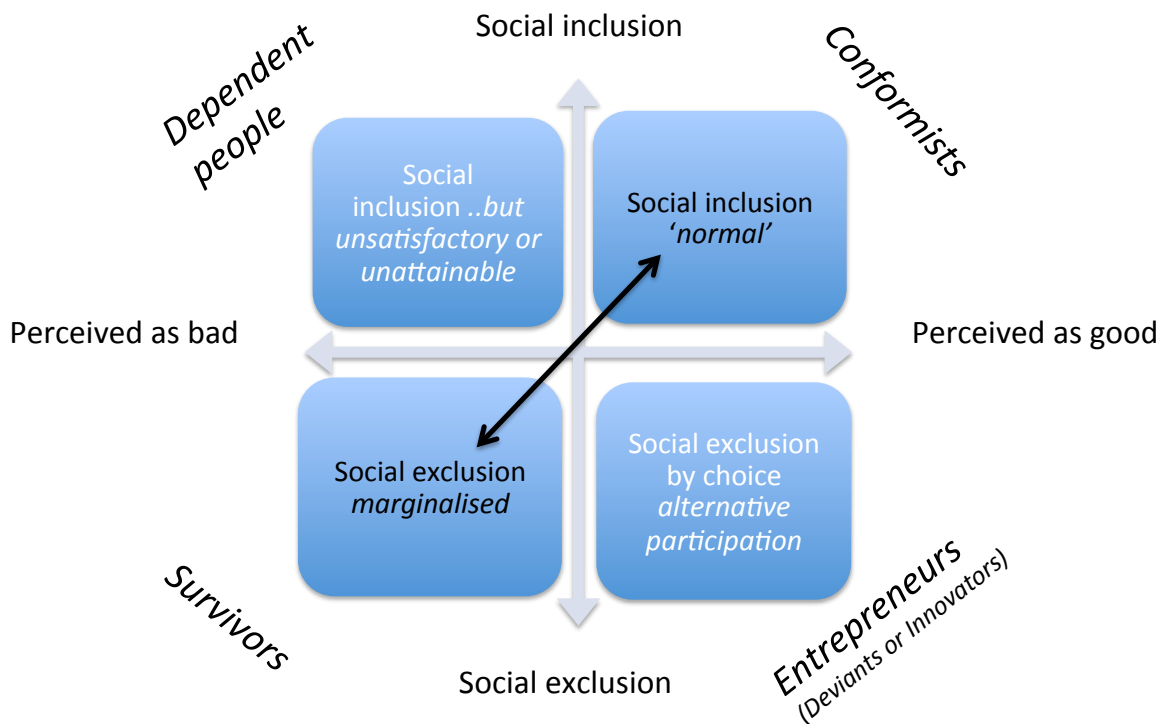 Social inclusion
Dependent
people
Conformists
Social
inclusion ..but
unsatisfactory or
unattainable
Social inclusion
‘normal’
Perceived as bad
Perceived as good
Social exclusion
marginalised
Social exclusion
by choice
alternative
participation
Survivors
Entrepreneurs
(Deviants or Innovators)
Social exclusion